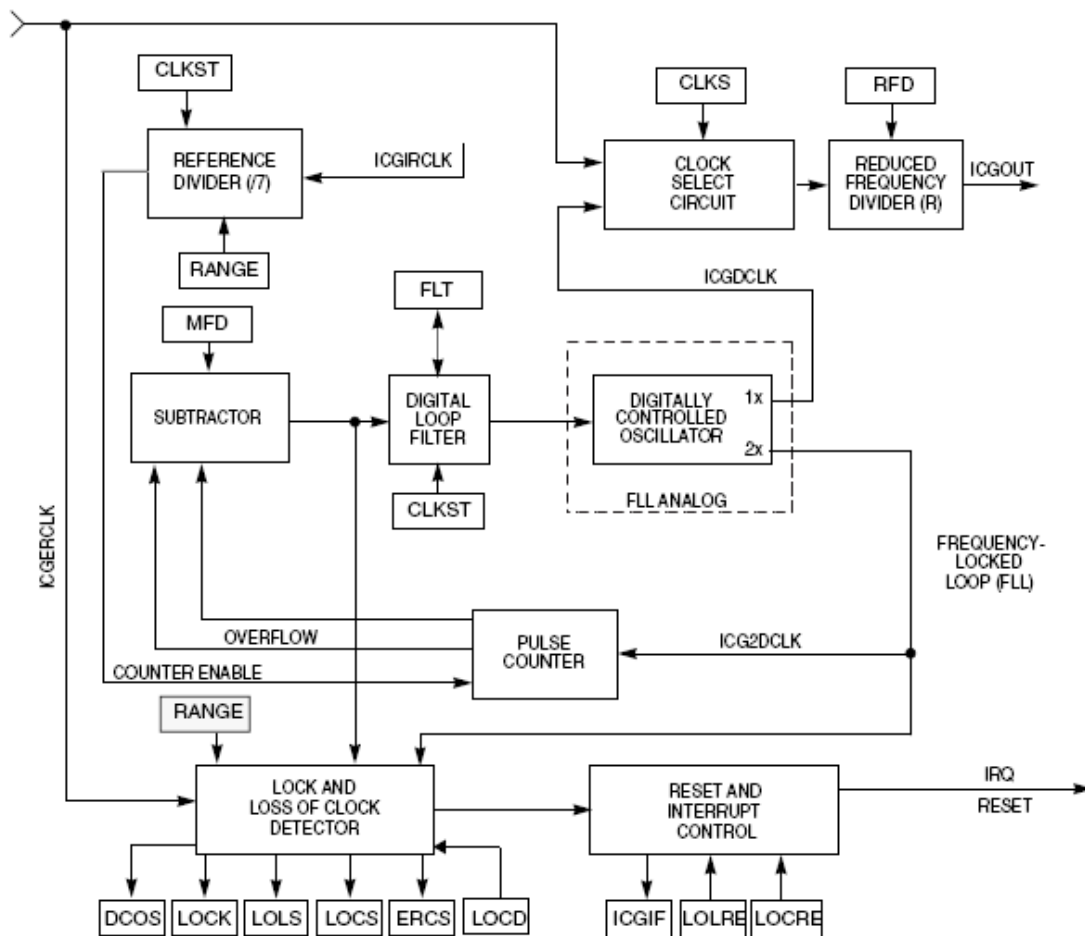 CLKST
CLKS
RFD
REFERENCE
DIVIDER (/7)
ICGIRCLK
CLOCK
SELECT
CIRCUIT
REDUCED
FREQUENCY
DIVIDER (R)
ICGOUT
RANGE
FLT
ICGDCLK
MFD
SUBTRACTOR
DIGITAL
LOOP
FILTER
DIGITALLY
CONTROLLED
OSCILLATOR
1x
2x
FLL ANALOG
CLKST
ICGERCLK
FREQUENCY-
LOCKED
LOOP (FLL)
OVERFLOW
PULSE
COUNTER
ICG2DCLK
COUNTER ENABLE
RANGE
LOCK AND
LOSS OF CLOCK
DETECTOR
RESET AND
INTERRUPT
CONTROL
IRQ
RESET
DCOS
LOCK
LOLS
LOCS
ERCS
LOCD
ICGIF
LOLRE
LOCRE